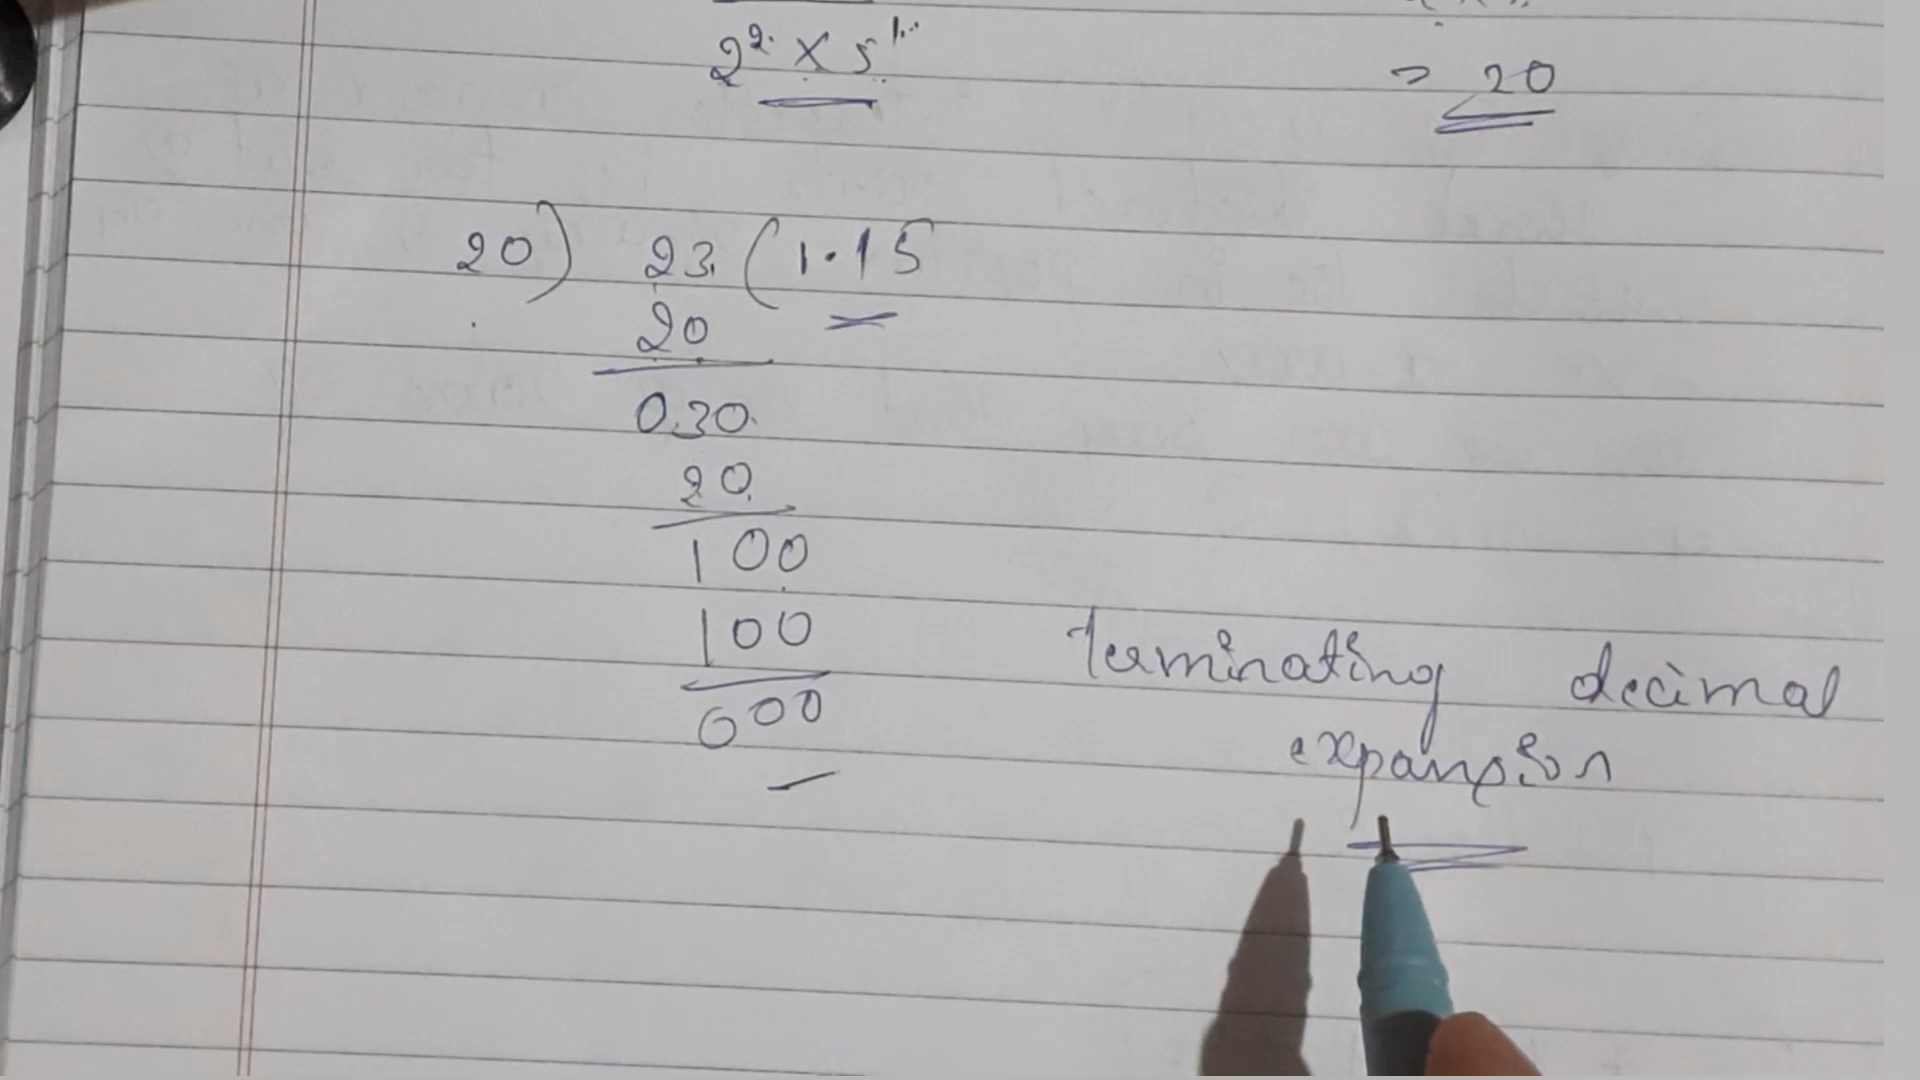 2² × 5¹
= 20
20) 23 (1.15
20
030
20
100
100
000
terminating decimal
expansion